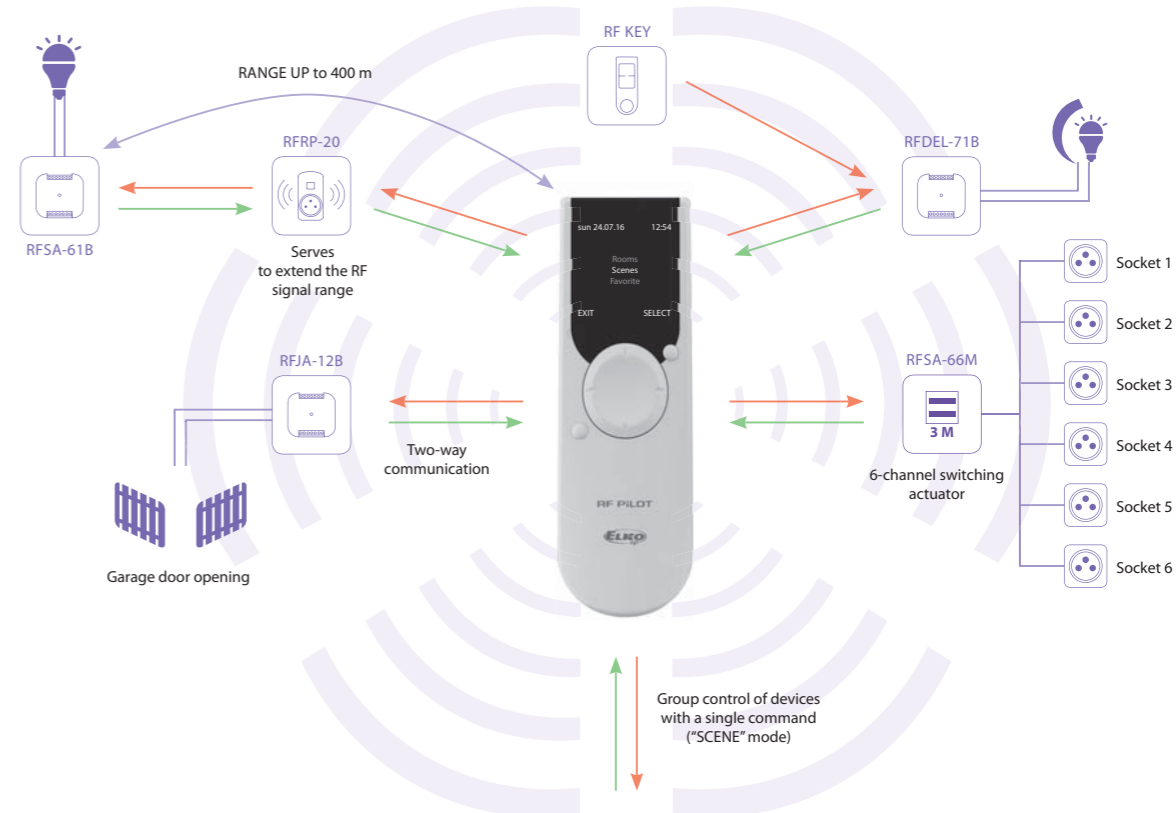 RF KEY
RANGE UP to 400 m
RFRP-20
RFDEL-71B
RFSA-61B
Serves
to extend the RF
signal range
sun 24.07.16 12:54
Rooms
Scenes
Favorite
EXIT SELECT
Socket 1
Socket 2
Socket 3
Socket 4
Socket 5
Socket 6
RFJA-12B
RFSA-66M
3 M
Two-way
communication
6-channel switching
actuator
RF PiLOT
ELKO
Garage door opening
Group control of devices
with a single command
(“SCENE” mode)